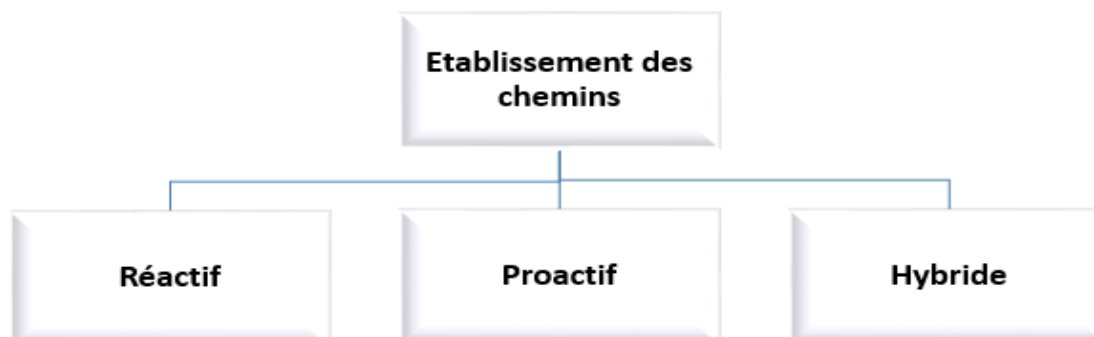 Etablissement des
chemins
Réactif
Proactif
Hybride